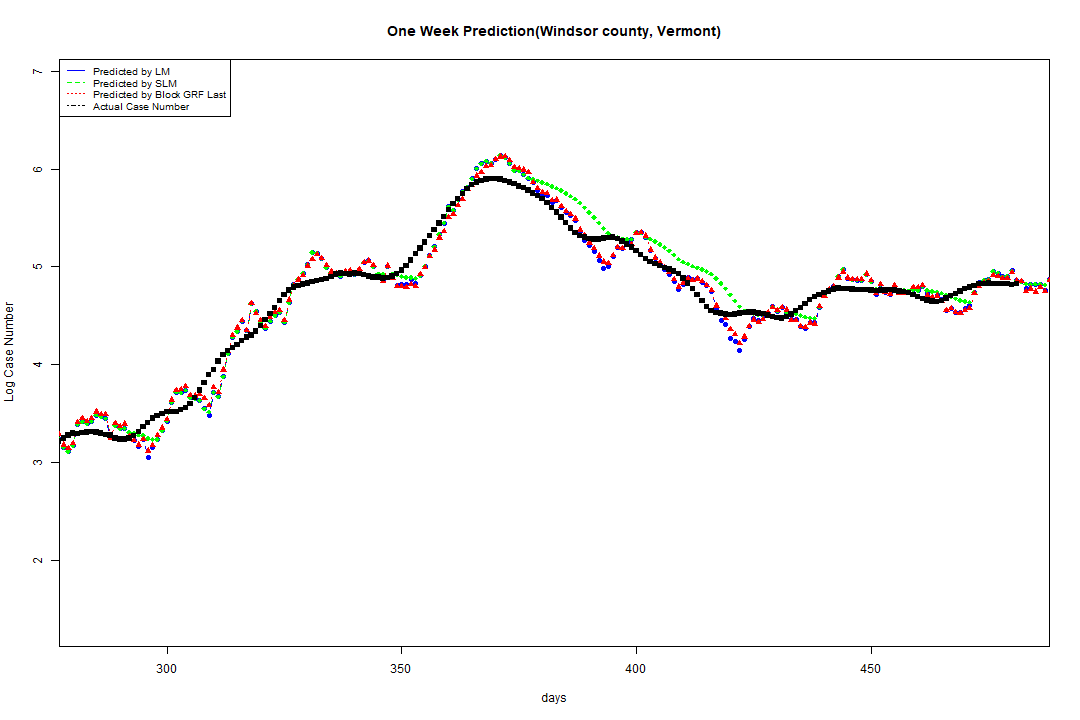 One Week Prediction(Windsor county, Vermont)
Predicted by LM
Predicted by SLM
Predicted by Block GRF Last
Actual Case Number
7
6
5
4
3
2
Log Case Number
300 350 400 450
days